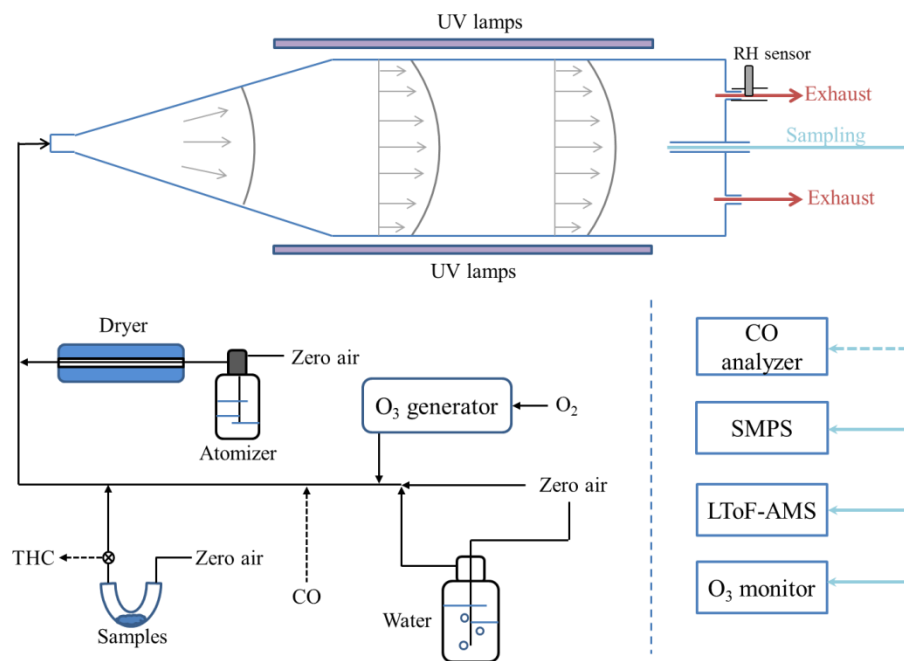 UV lamps
RH sensor
Exhaust
Sampling
Exhaust
UV lamps
Dryer
Zero air
Atomizer
O₃ generator
O₂
Zero air
THC
Zero air
Samples
CO
Water
CO
analyzer
SMPS
LToF-AMS
O₃ monitor